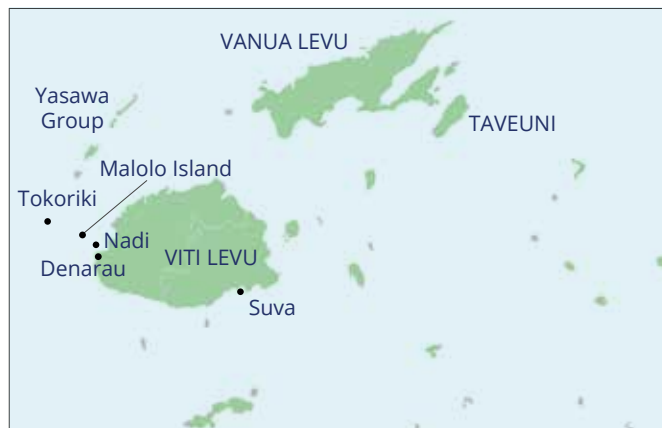 VANUA LEVU
Yasawa
Group
TAVEUNI
Malolo Island
Tokoriki
Nadi
Denarau
VITI LEVU
Suva